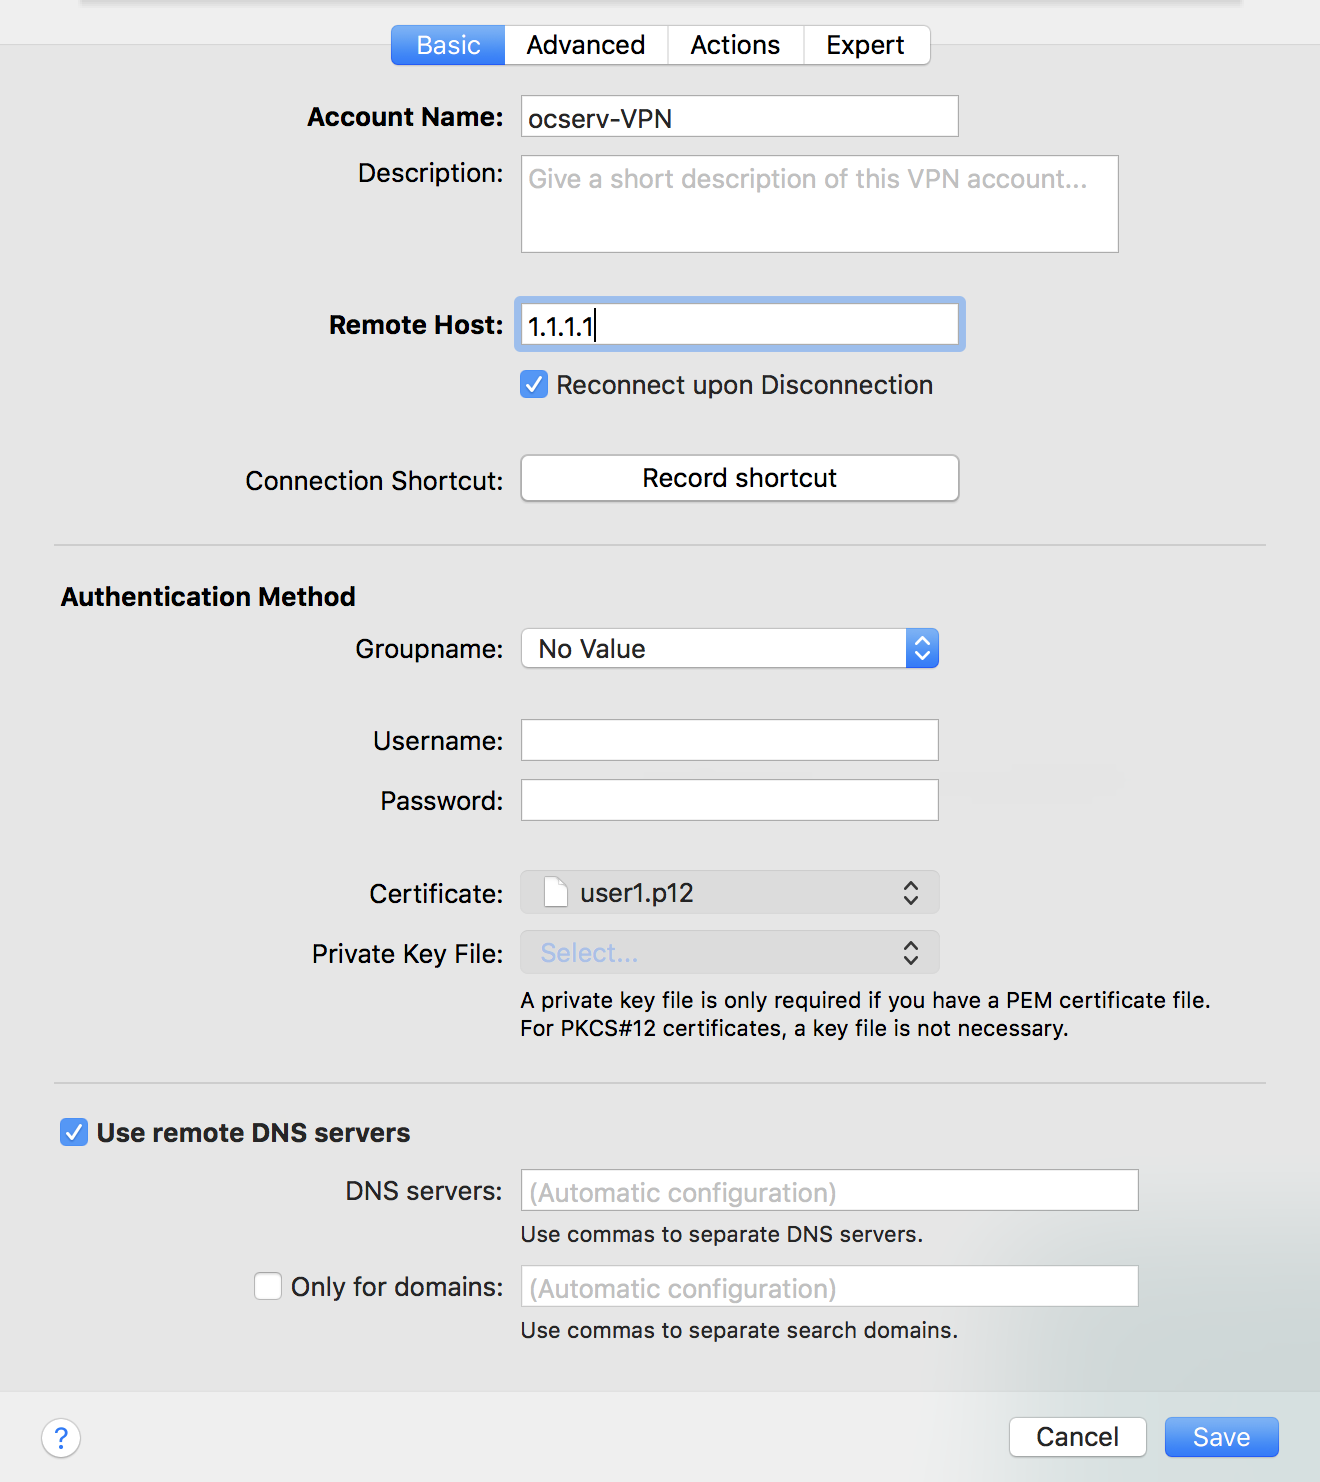 Basic Advanced Actions Expert
Account Name: ocserv-VPN
Description: Give a short description of this VPN account...
Remote Host: 1.1.1.1
Reconnect upon Disconnection
Connection Shortcut: Record shortcut
Authentication Method
Groupname: No Value
Username:
Password:
Certificate: user1.p12
Private Key File: Select...
A private key file is only required if you have a PEM certificate file.
For PKCS#12 certificates, a key file is not necessary.
Use remote DNS servers
DNS servers: (Automatic configuration)
Use commas to separate DNS servers.
Only for domains: (Automatic configuration)
Use commas to separate search domains.
? Cancel Save